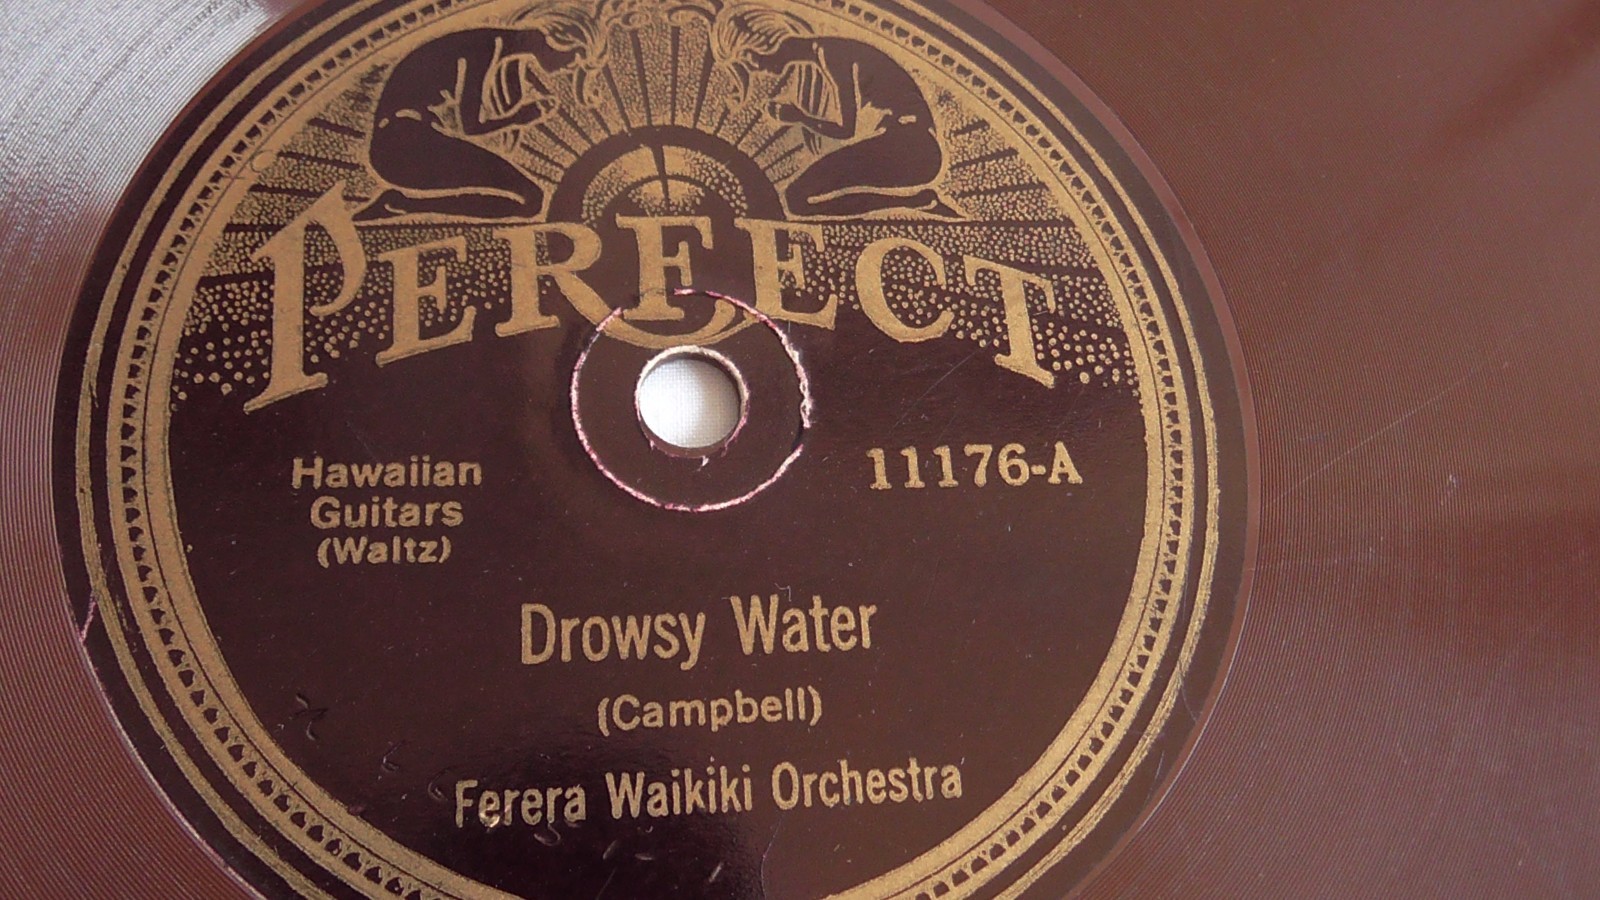 PERFECT
Hawaiian
Guitars
(Waltz)
11176-A
Drowsy Water
(Campbell)
Ferera Waikiki Orchestra